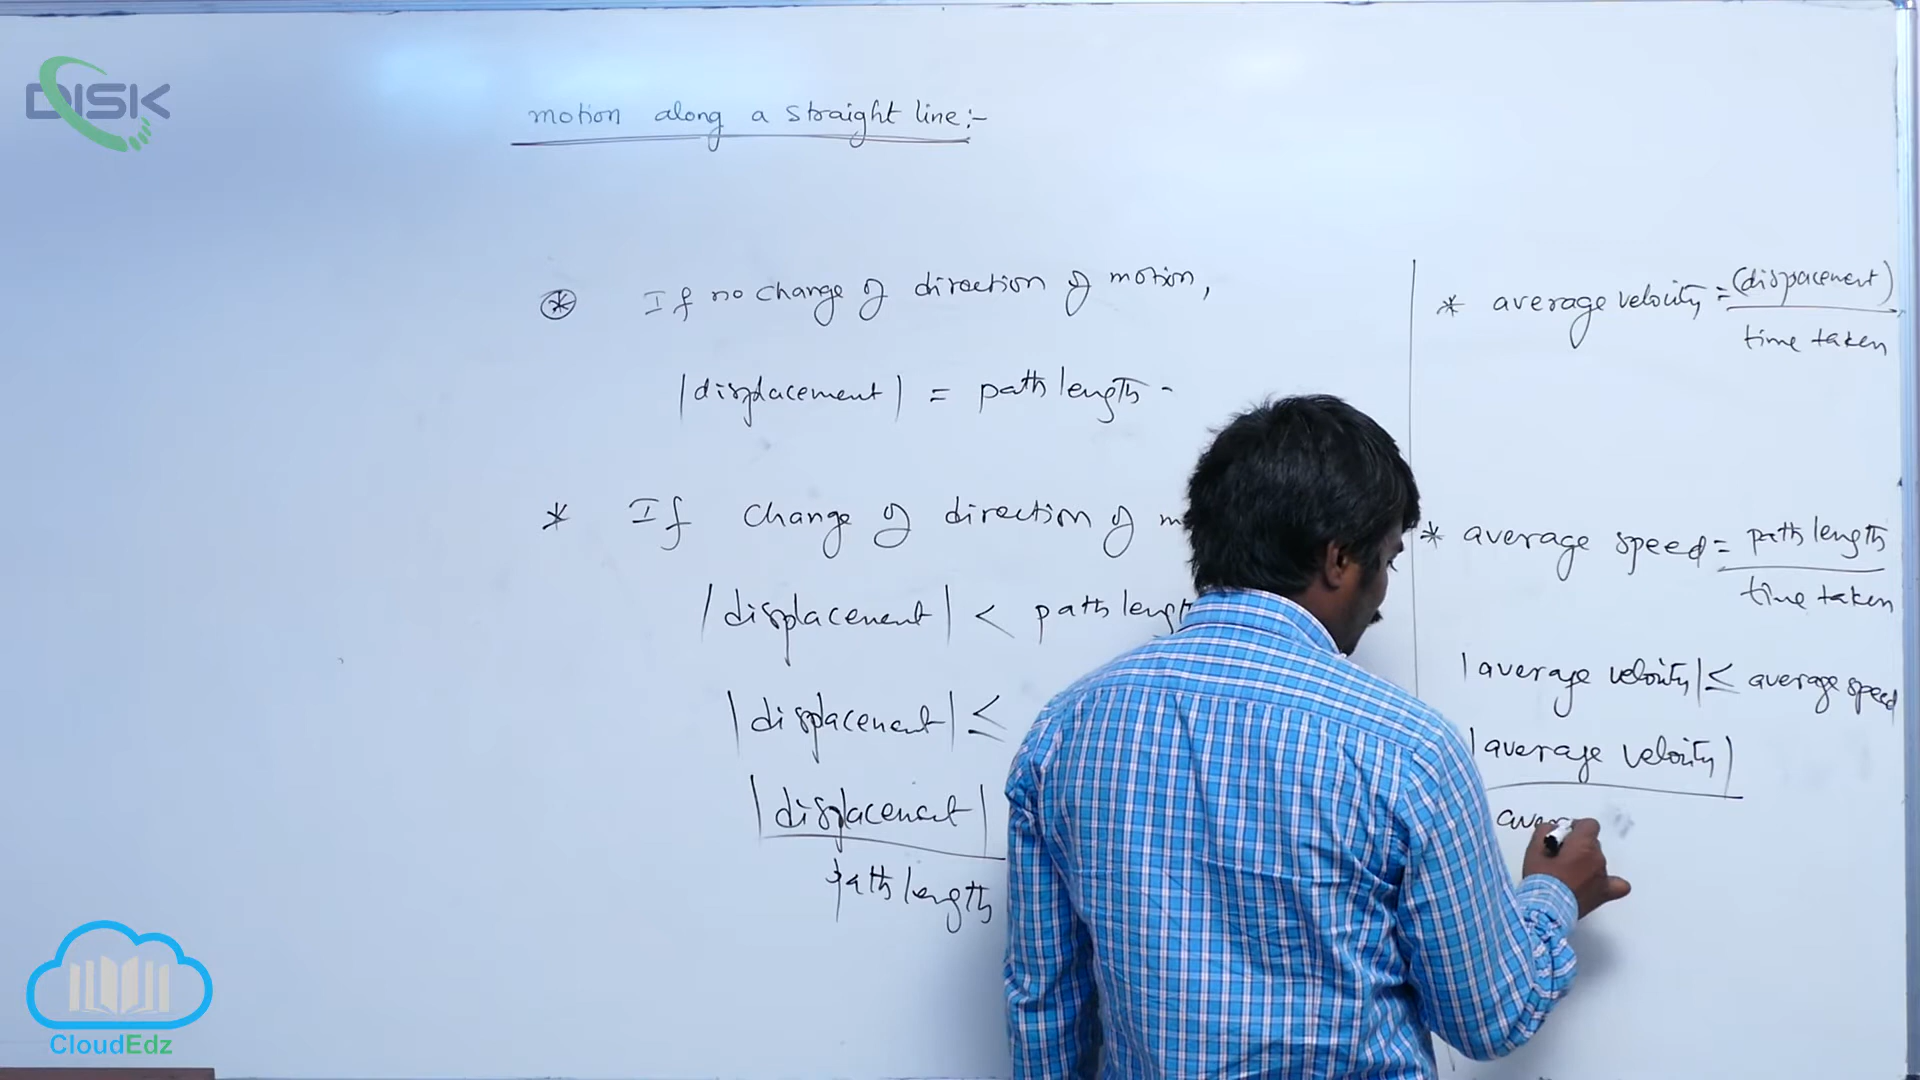 DISK
motion along a straight line:-
* If no change of direction of motion,
|displacement| = path length -
* If change of direction of
|displacement| < path length
|displacement| ≤
|displacement|
path length
* average velocity = (dispacement)
time taken
* average speed = path length
time taken
|average velocity| ≤ average speed
|average velocity|
aver
CloudEdz